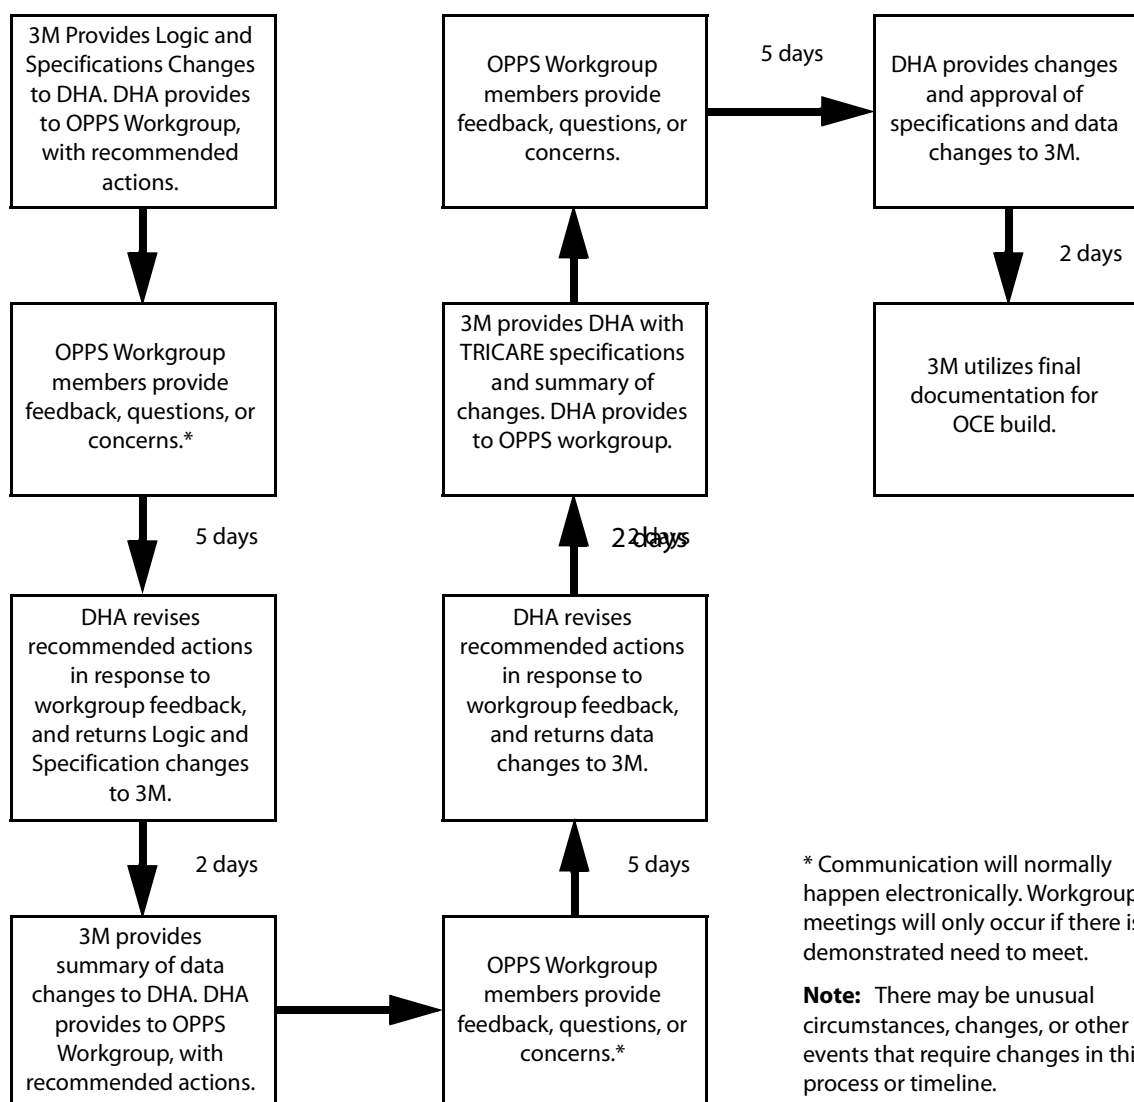 3M Provides Logic and
Specifications Changes
to DHA. DHA provides
to OPPS Workgroup,
with recommended
actions.
OPPS Workgroup
members provide
feedback, questions, or
concerns.*
5 days
DHA revises
recommended actions
in response to
workgroup feedback,
and returns Logic and
Specification changes
to 3M.
2 days
3M provides
summary of data
changes to DHA. DHA
provides to OPPS
Workgroup, with
recommended actions.
OPPS Workgroup
members provide
feedback, questions, or
concerns.*
5 days
DHA revises
recommended actions
in response to
workgroup feedback,
and returns data
changes to 3M.
2 days
2 days
3M provides DHA with
TRICARE specifications
and summary of
changes. DHA provides
to OPPS workgroup.
OPPS Workgroup
members provide
feedback, questions, or
concerns.
5 days
DHA provides changes
and approval of
specifications and data
changes to 3M.
2 days
3M utilizes final
documentation for
OCE build.
* Communication will normally
happen electronically. Workgroup
meetings will only occur if there is
demonstrated need to meet.
Note: There may be unusual
circumstances, changes, or other
events that require changes in thi
process or timeline.